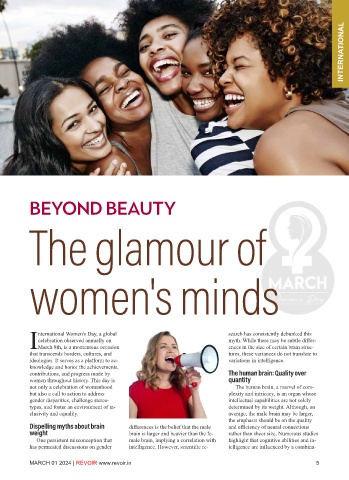 INTERNATIONAL
BEYOND BEAUTY
The glamour of
women's minds
8
MARCH
Women's Day
International Women's Day, a global
celebration observed annually on
March 8th, is a momentous occasion
that transcends borders, cultures, and
ideologies. It serves as a platform to ac-
knowledge and honor the achievements,
contributions, and progress made by
women throughout history. This day is
not only a celebration of womanhood
but also a call to action to address
gender disparities, challenge stereo-
types, and foster an environment of in-
clusivity and equality.
Dispelling myths about brain
weight
One persistent misconception that
has permeated discussions on gender
differences is the belief that the male
brain is larger and heavier than the fe-
male brain, implying a correlation with
intelligence. However, scientific re-
search has consistently debunked this
myth. While there may be subtle differ-
ences in the size of certain brain struc-
tures, these variances do not translate to
variations in intelligence.
The human brain: Quality over
quantity
The human brain, a marvel of com-
plexity and intricacy, is an organ whose
intellectual capabilities are not solely
determined by its weight. Although, on
average, the male brain may be larger,
the emphasis should be on the quality
and efficiency of neural connections
rather than sheer size. Numerous studies
highlight that cognitive abilities and in-
telligence are influenced by a combina-
MARCH 01 2024 | REVOIR www.revoir.in
5